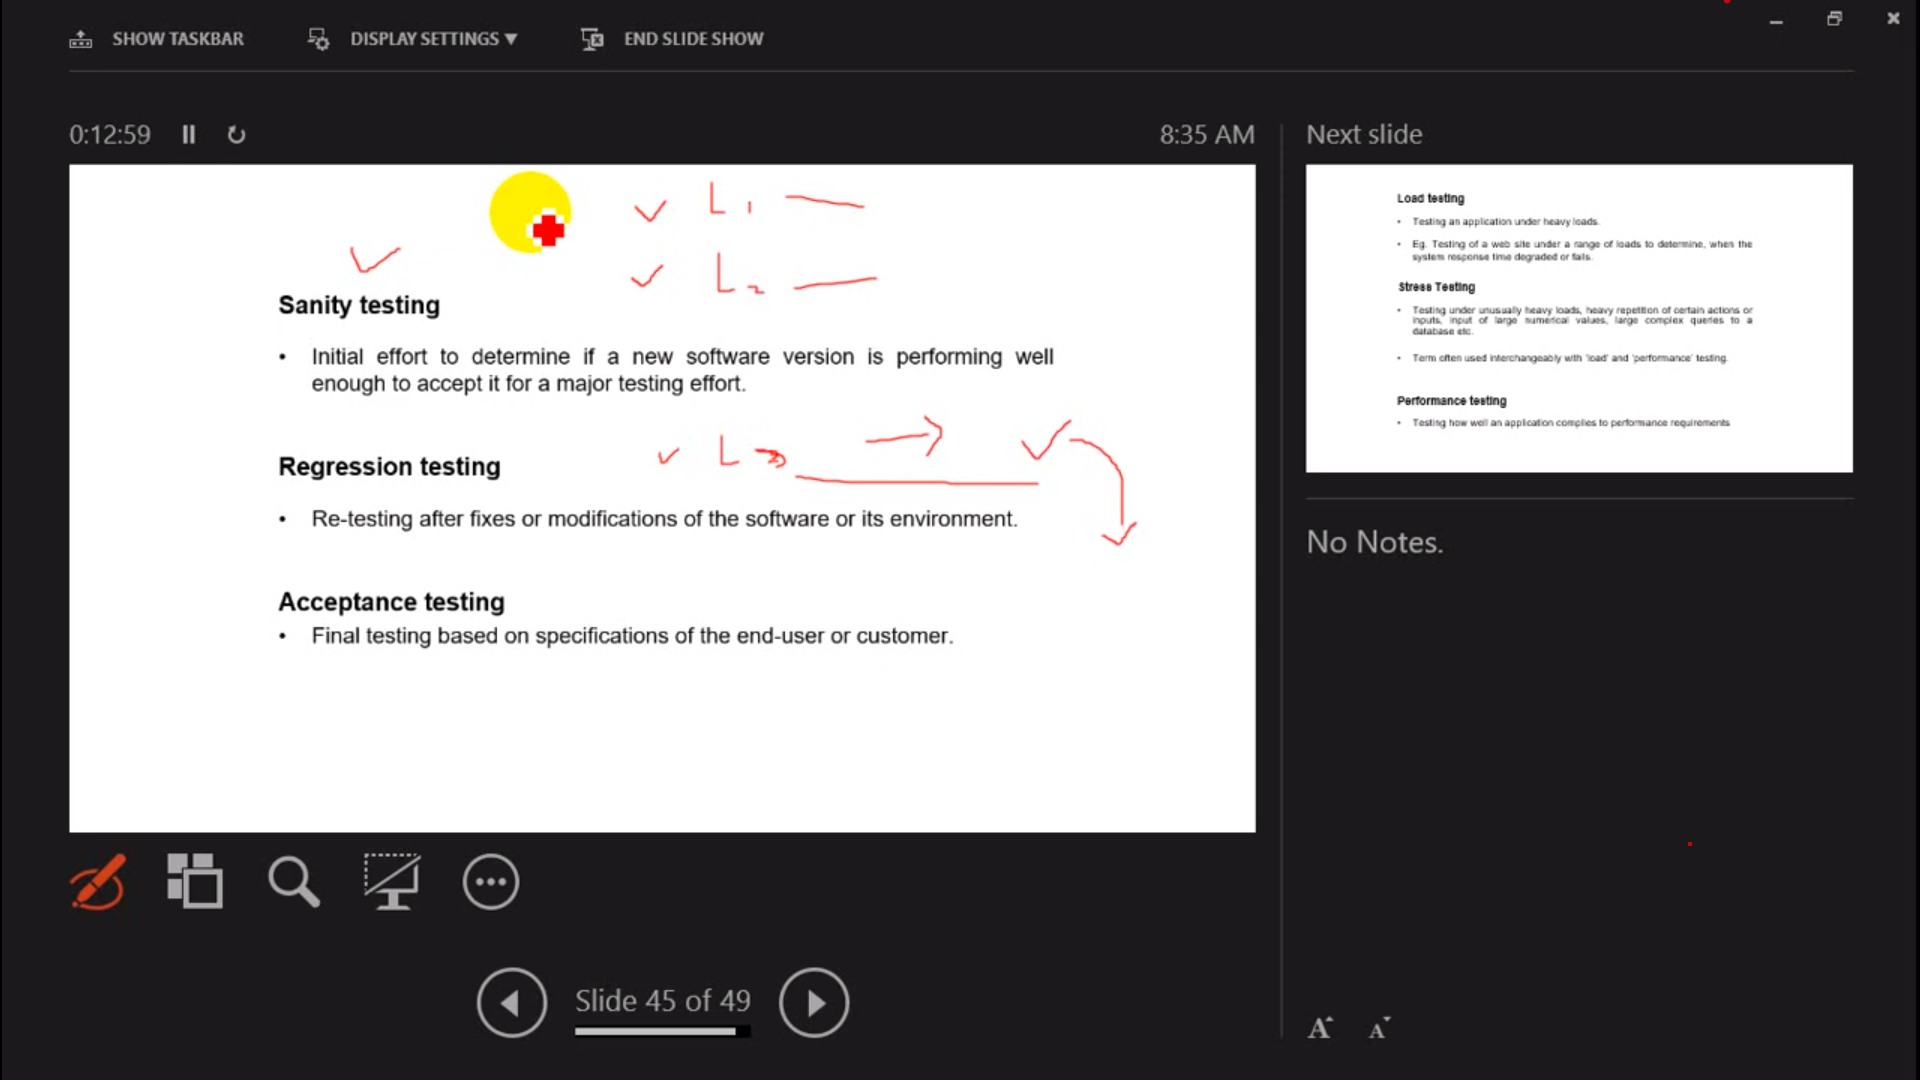 SHOW TASKBAR DISPLAY SETTINGS ▼ END SLIDE SHOW
0:12:59 8:35 AM
✓ L1 —
✓
✓ L2 —
Sanity testing
• Initial effort to determine if a new software version is performing well
enough to accept it for a major testing effort.
✓ L3 → ✓
Regression testing
• Re-testing after fixes or modifications of the software or its environment.
Acceptance testing
• Final testing based on specifications of the end-user or customer.
Slide 45 of 49
Next slide
Load testing
• Testing an application under heavy loads.
• Eg. Testing of a web site under a range of loads to determine, when the
system response time degraded or fails.
Stress Testing
• Testing under unusually heavy loads, heavy repetition of certain actions or
inputs, input of large numerical values, large complex queries to a
database etc.
• Term often used interchangeably with 'load' and 'performance' testing.
Performance testing
• Testing how well an application complies to performance requirements
No Notes.
A A